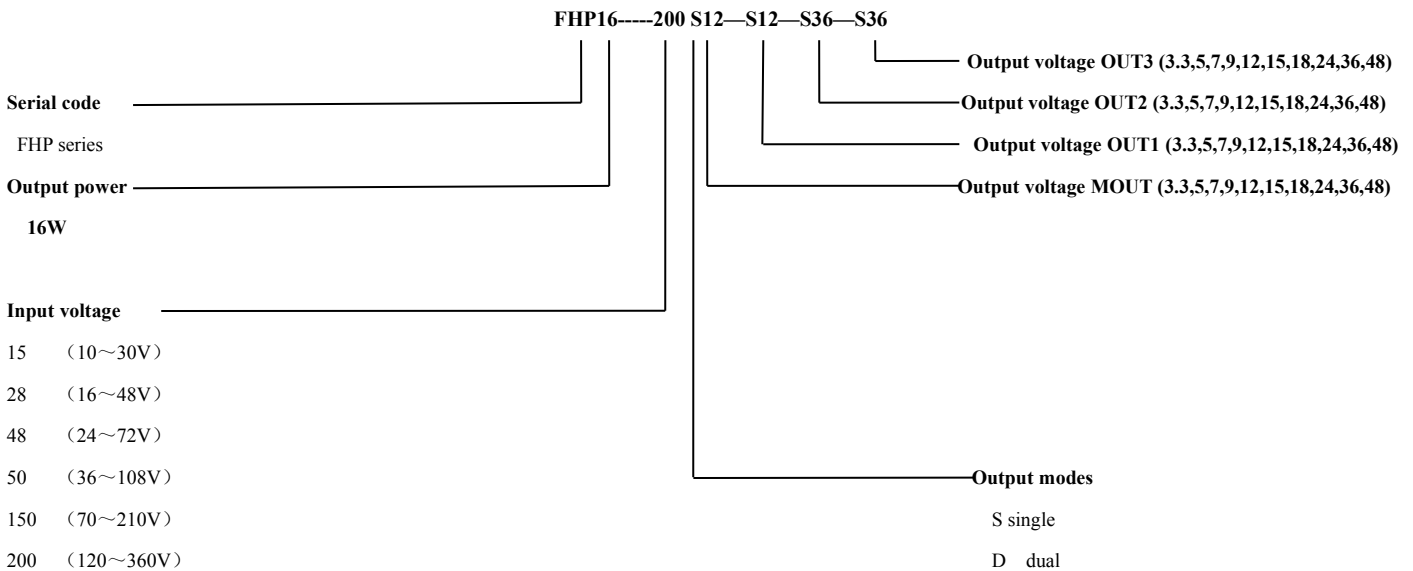 FHP16-----200 S12—S12—S36—S36
Output voltage OUT3 (3.3,5,7,9,12,15,18,24,36,48)
Serial code
Output voltage OUT2 (3.3,5,7,9,12,15,18,24,36,48)
FHP series
Output voltage OUT1 (3.3,5,7,9,12,15,18,24,36,48)
Output power
Output voltage MOUT (3.3,5,7,9,12,15,18,24,36,48)
16W
Input voltage
15 （10～30V）
28 （16～48V）
48 （24～72V）
50 （36～108V）
Output modes
150 （70～210V）
S single
200 （120～360V）
D dual